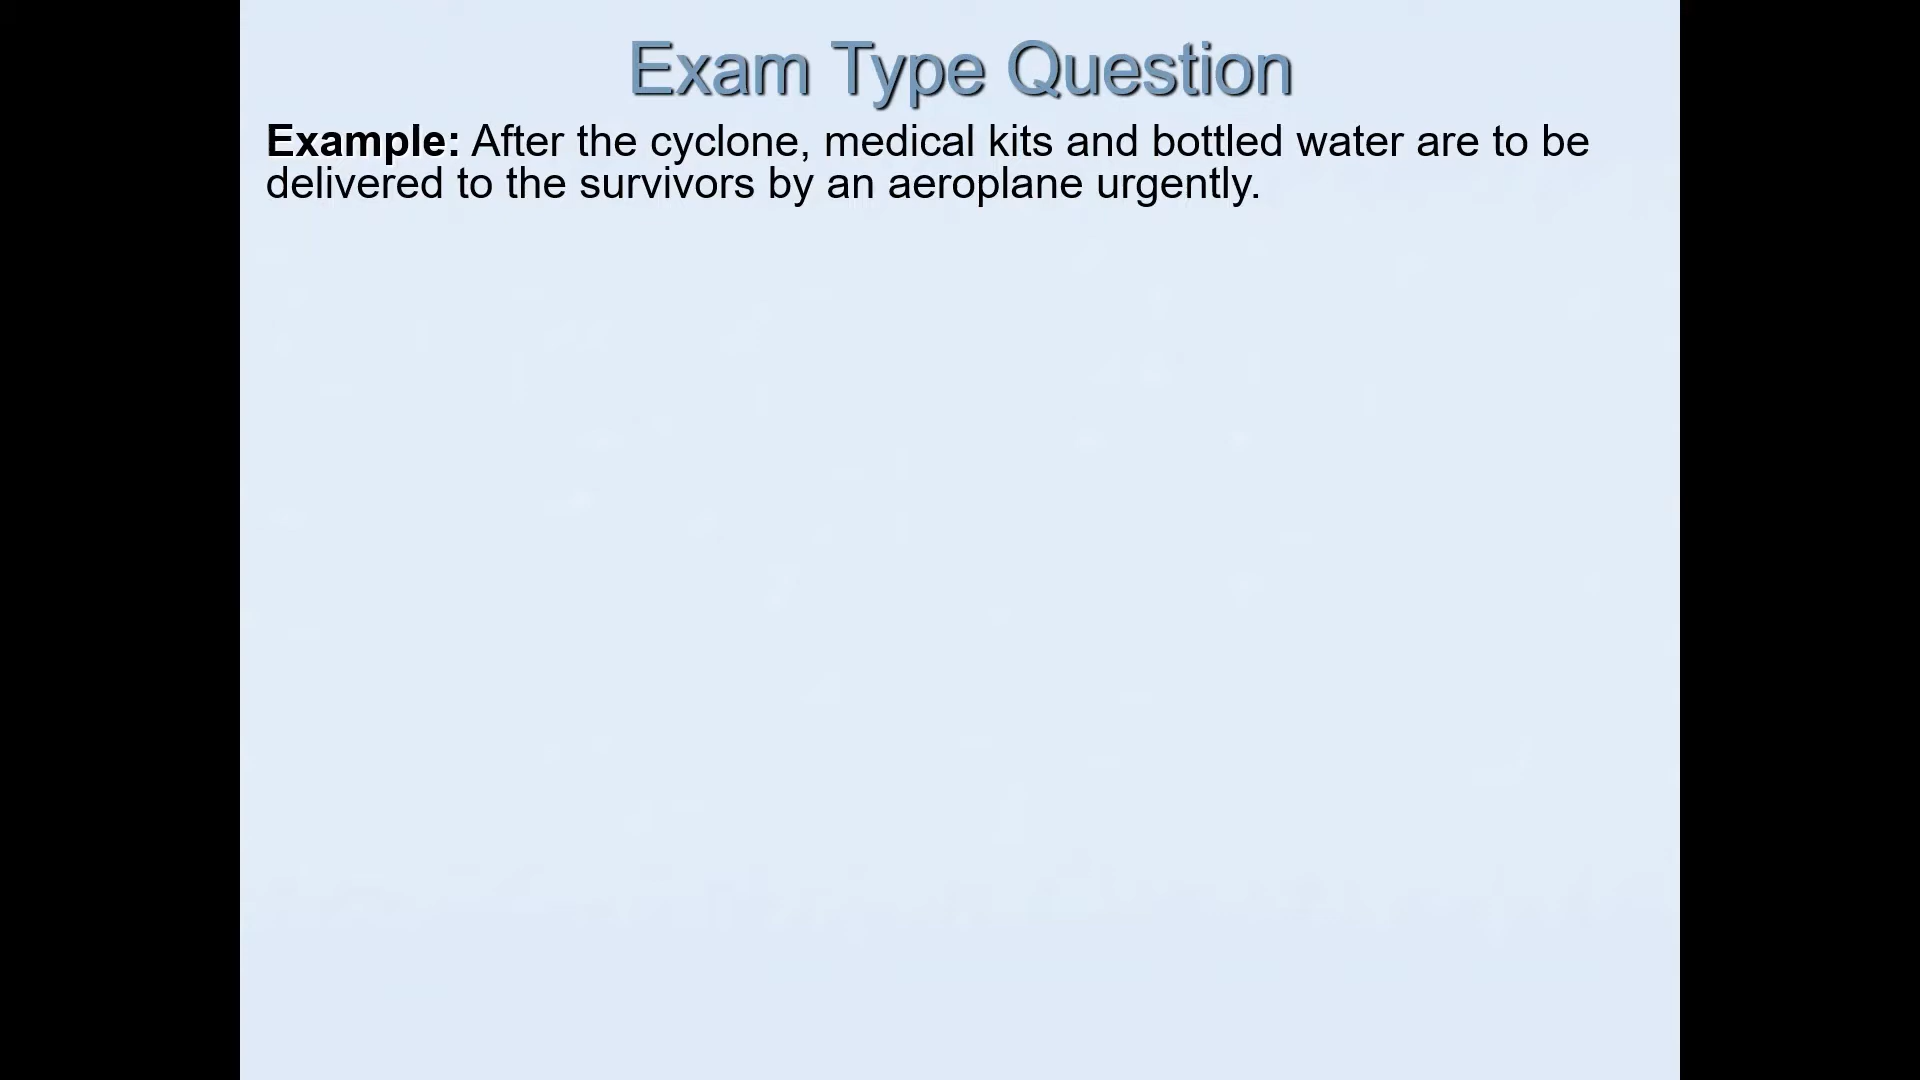 Exam Type Question
Example: After the cyclone, medical kits and bottled water are to be
delivered to the survivors by an aeroplane urgently.